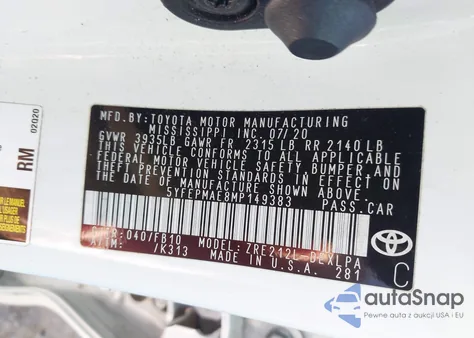 MFD.BY:TOYOTA MOTOR MANUFACTURING
MISSISSIPPI INC. 07/20
GVWR 3935LB GAWR FR 2315 LB RR 2140 LB
THIS VEHICLE CONFORMS TO ALL APPLICABLE
FEDERAL MOTOR VEHICLE SAFETY, BUMPER, AND
THEFT PREVENTION STANDARDS IN EFFECT ON
THE DATE OF MANUFACTURE SHOWN ABOVE.
5YFEPMAE8MP149383 PASS.CAR
C/TR:040/FB10 MODEL: ZRE212L-DEXLPA
A/TM: /K313 MADE IN U.S.A. 281
C
02020
RM
autoSnap
Pewne auta z aukcji USA i EU